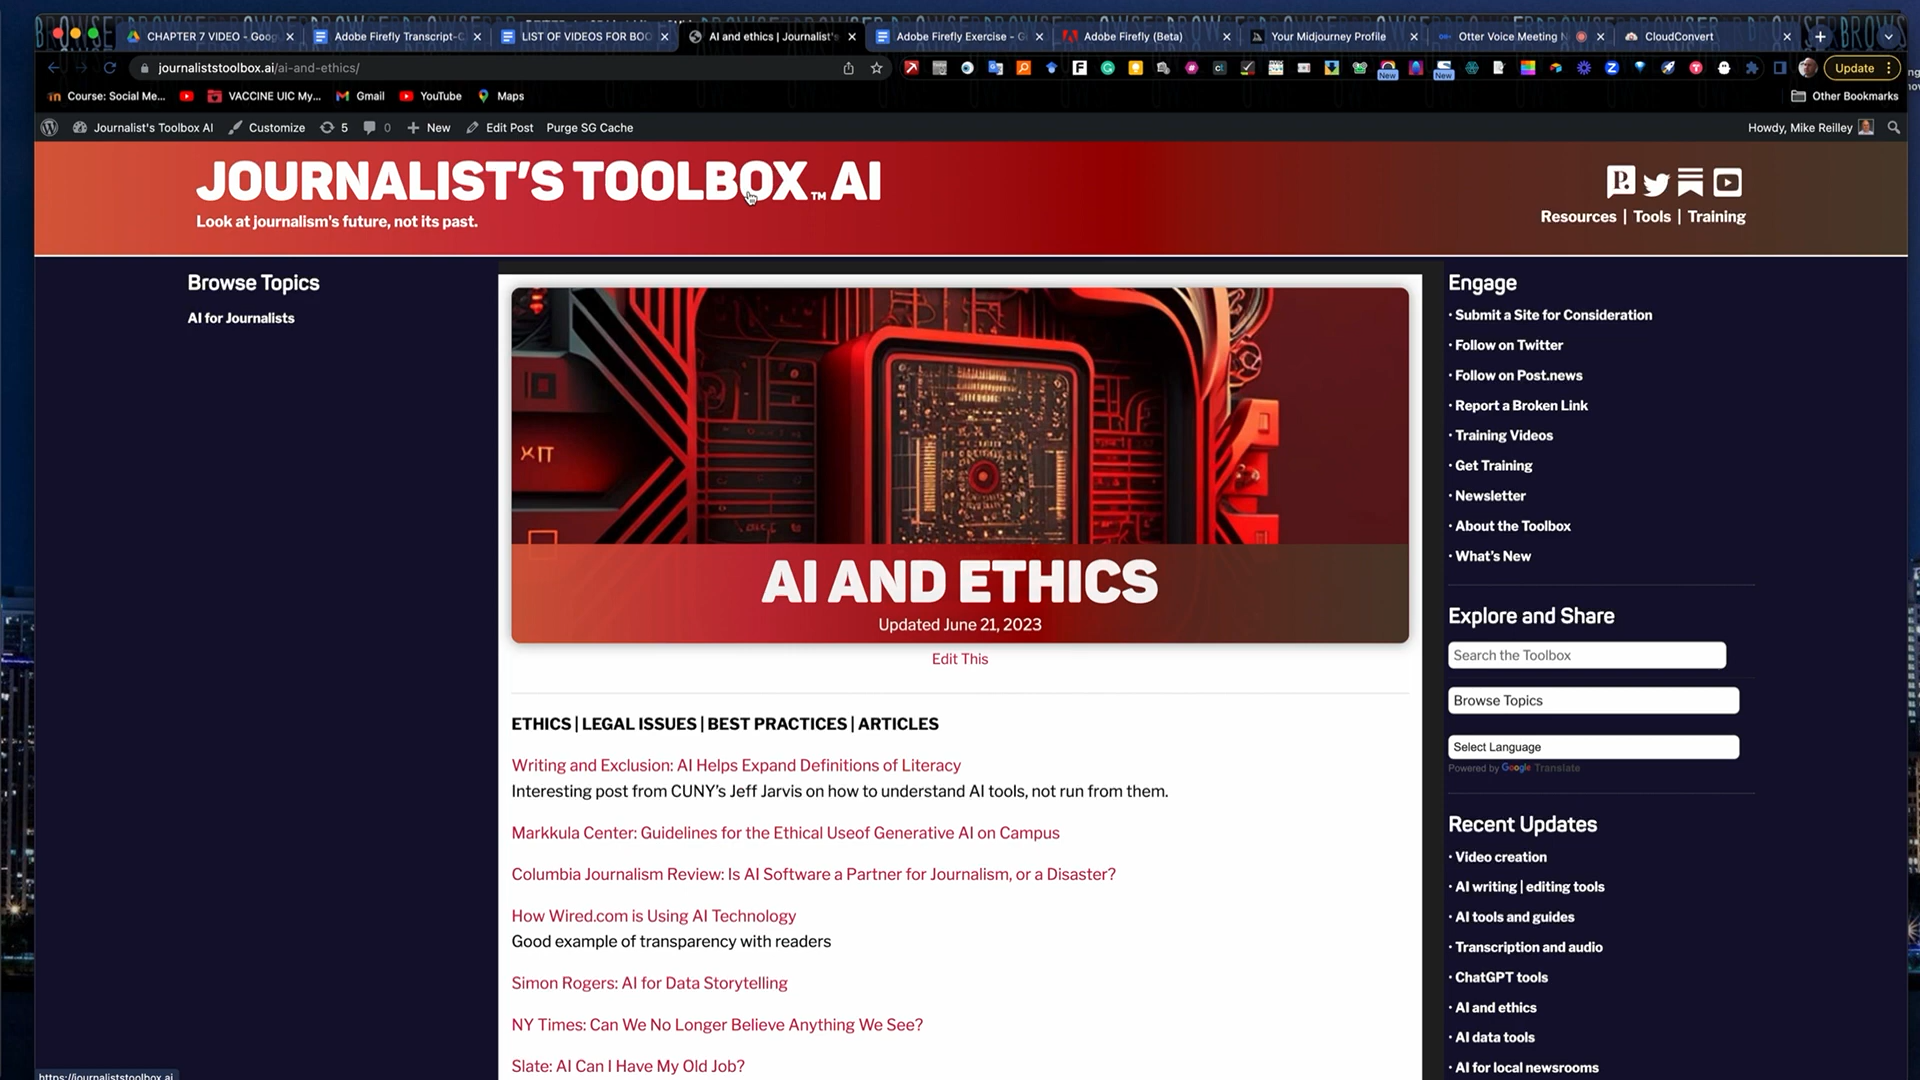 CHAPTER 7 VIDEO - Goog
Adobe Firefly Transcript-C
LIST OF VIDEOS FOR BOO
AI and ethics | Journalist's
Adobe Firefly Exercise - G
Adobe Firefly (Beta)
Your Midjourney Profile
Otter Voice Meeting N
CloudConvert
journaliststoolbox.ai/ai-and-ethics/
New
New
Update
Course: Social Me...
VACCINE UIC My...
Gmail
YouTube
Maps
Other Bookmarks
Journalist's Toolbox AI
Customize
5
0
New
Edit Post
Purge SG Cache
Howdy, Mike Reilley
JOURNALIST'S TOOLBOX™ AI
Look at journalism's future, not its past.
Resources | Tools | Training
Browse Topics
AI for Journalists
AI AND ETHICS
Updated June 21, 2023
Edit This
ETHICS | LEGAL ISSUES | BEST PRACTICES | ARTICLES
Writing and Exclusion: AI Helps Expand Definitions of Literacy
Interesting post from CUNY's Jeff Jarvis on how to understand AI tools, not run from them.
Markkula Center: Guidelines for the Ethical Useof Generative AI on Campus
Columbia Journalism Review: Is AI Software a Partner for Journalism, or a Disaster?
How Wired.com is Using AI Technology
Good example of transparency with readers
Simon Rogers: AI for Data Storytelling
NY Times: Can We No Longer Believe Anything We See?
Slate: AI Can I Have My Old Job?
Engage
· Submit a Site for Consideration
· Follow on Twitter
· Follow on Post.news
· Report a Broken Link
· Training Videos
· Get Training
· Newsletter
· About the Toolbox
· What's New
Explore and Share
Search the Toolbox
Browse Topics
Select Language
Powered by Google Translate
Recent Updates
· Video creation
· AI writing | editing tools
· AI tools and guides
· Transcription and audio
· ChatGPT tools
· AI and ethics
· AI data tools
· AI for local newsrooms
https://journaliststoolbox.ai